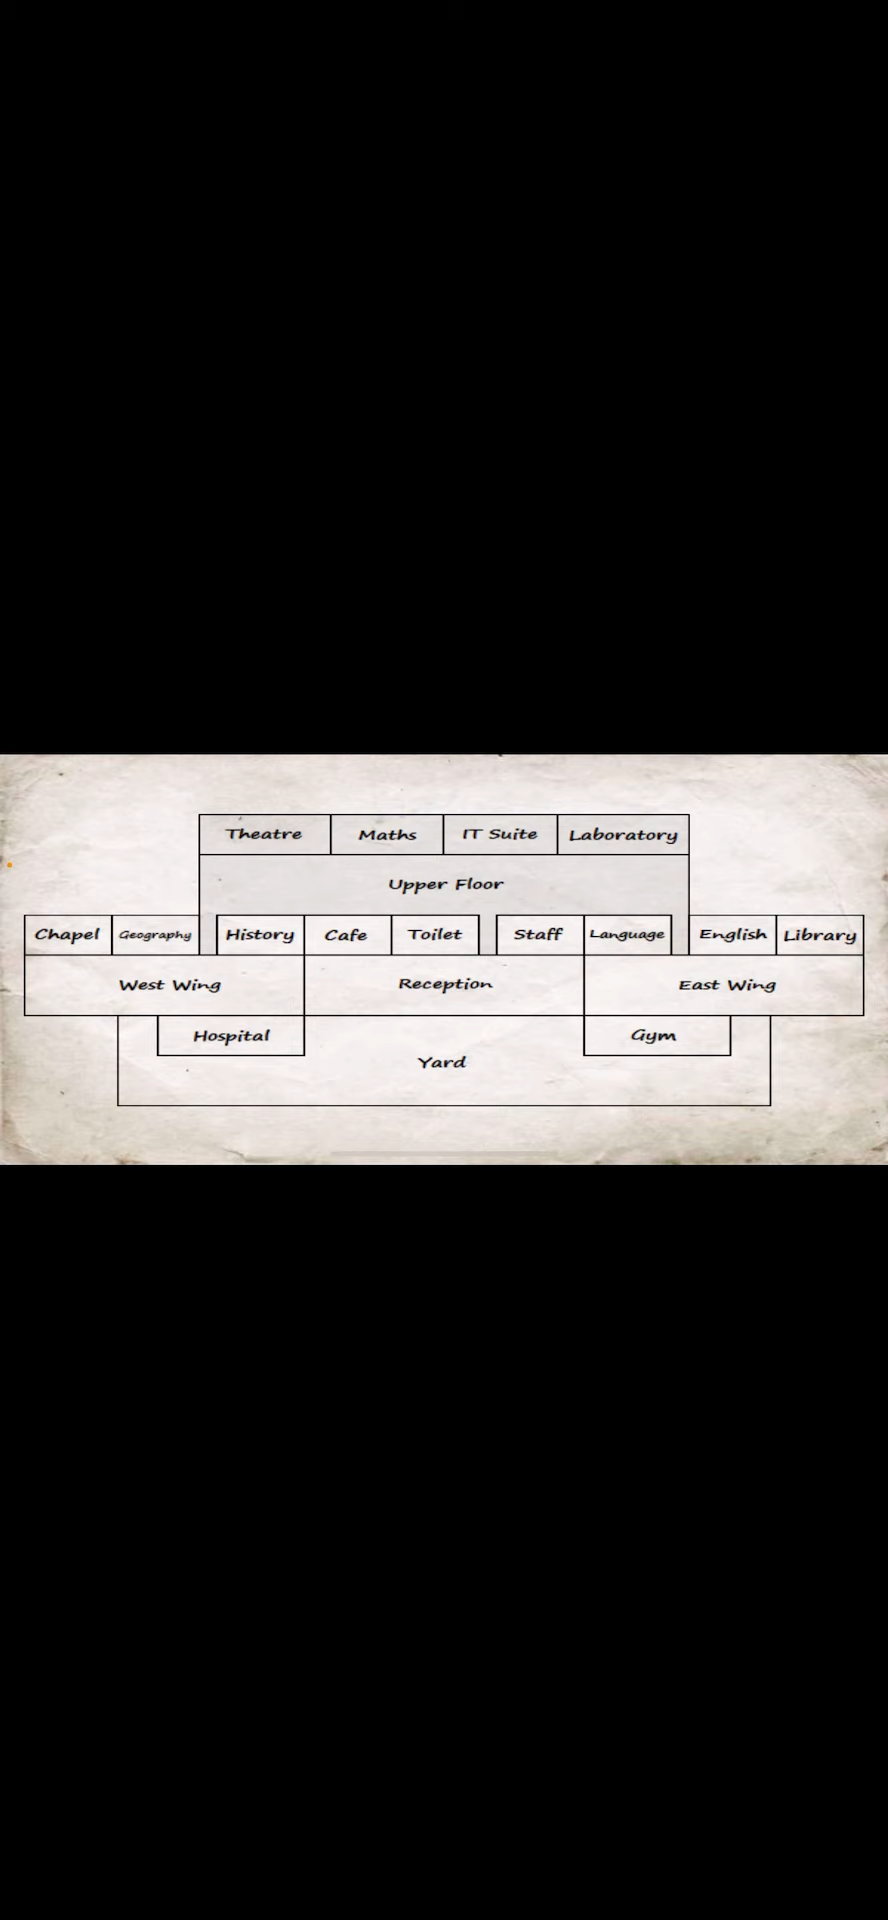 Theatre Maths IT Suite Laboratory
Upper Floor
Chapel Geography History Cafe Toilet Staff Language English Library
West Wing Reception East Wing
Hospital Gym
Yard